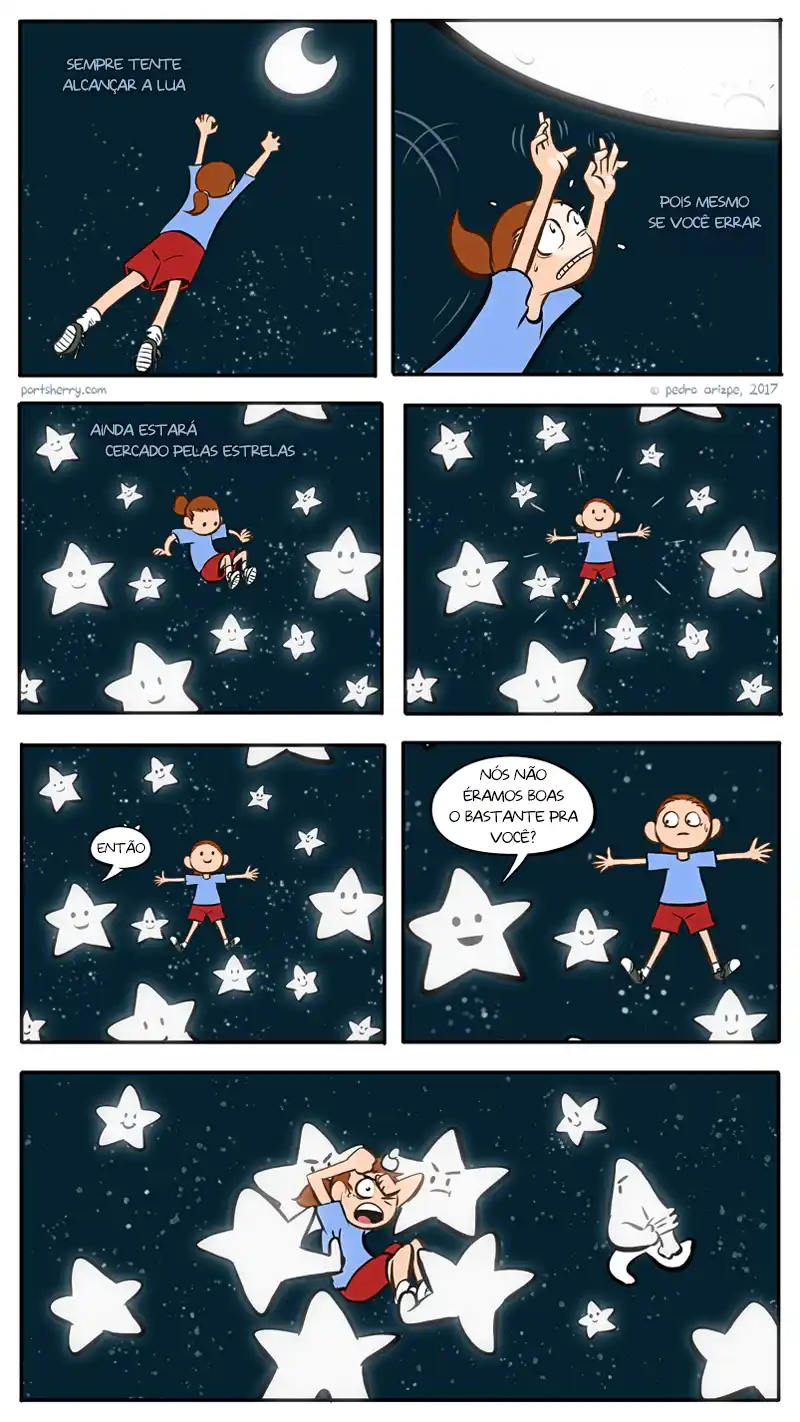 SEMPRE TENTE
ALCANÇAR A LUA
POIS MESMO
SE VOCÊ ERRAR
portsherry.com
© pedro arizpe, 2017
AINDA ESTARÁ
CERCADO PELAS ESTRELAS
ENTÃO
NÓS NÃO
ÉRAMOS BOAS
O BASTANTE PRA
VOCÊ?